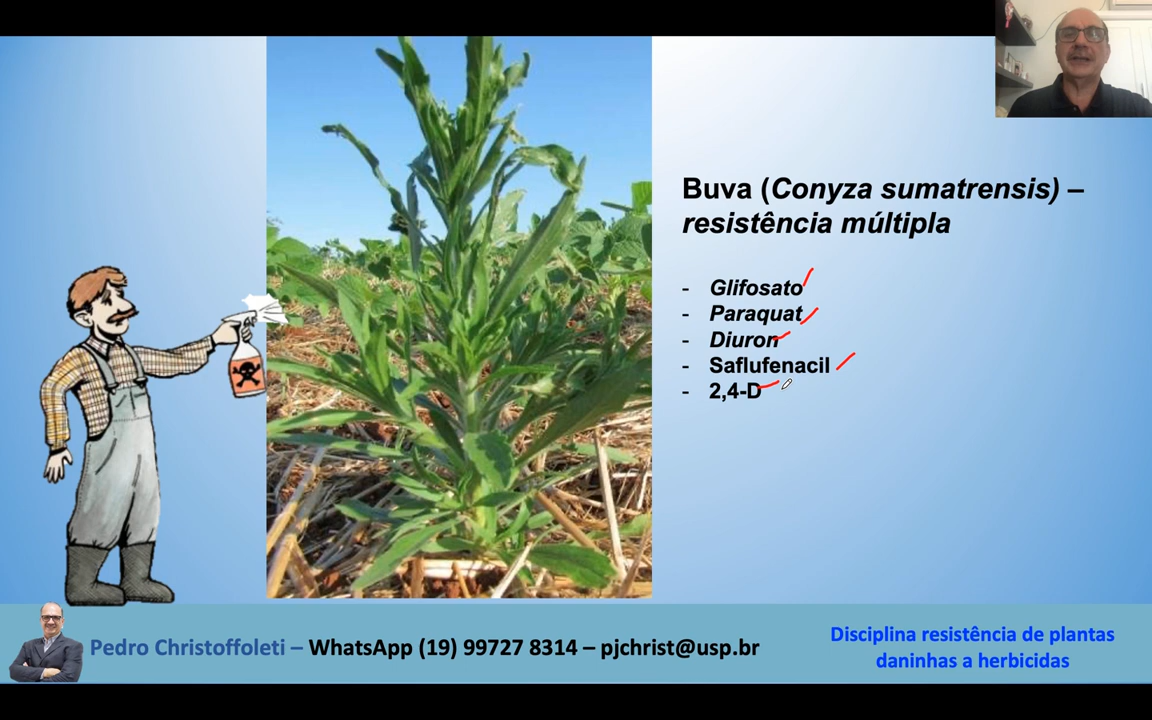 Buva (Conyza sumatrensis) –
resistência múltipla
- Glifosato
- Paraquat
- Diuron
- Saflufenacil
- 2,4-D
Pedro Christoffoleti – WhatsApp (19) 99727 8314 – pjchrist@usp.br
Disciplina resistência de plantas
daninhas a herbicidas